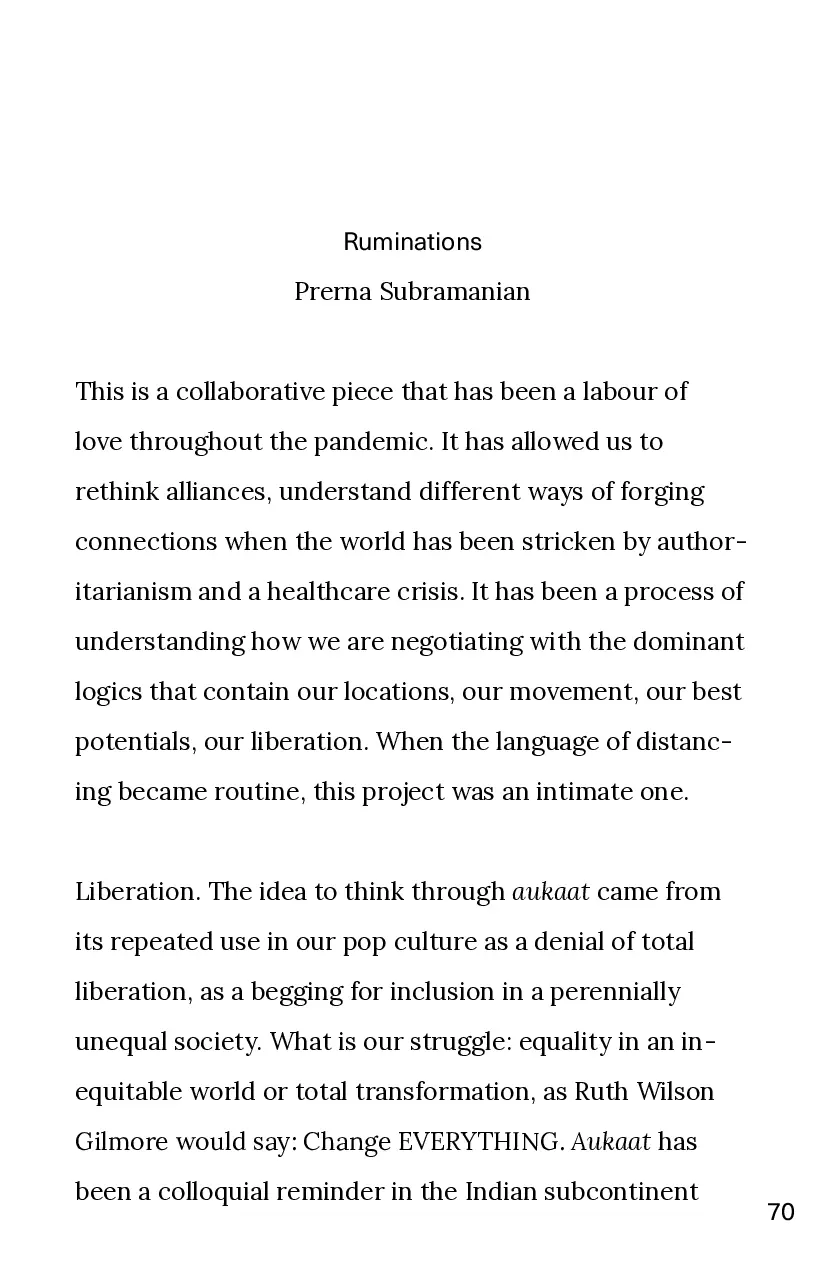 Ruminations
Prerna Subramanian
This is a collaborative piece that has been a labour of
love throughout the pandemic. It has allowed us to
rethink alliances, understand different ways of forging
connections when the world has been stricken by author-
itarianism and a healthcare crisis. It has been a process of
understanding how we are negotiating with the dominant
logics that contain our locations, our movement, our best
potentials, our liberation. When the language of distanc-
ing became routine, this project was an intimate one.
Liberation. The idea to think through aukaat came from
its repeated use in our pop culture as a denial of total
liberation, as a begging for inclusion in a perennially
unequal society. What is our struggle: equality in an in-
equitable world or total transformation, as Ruth Wilson
Gilmore would say: Change EVERYTHING. Aukaat has
been a colloquial reminder in the Indian subcontinent
70